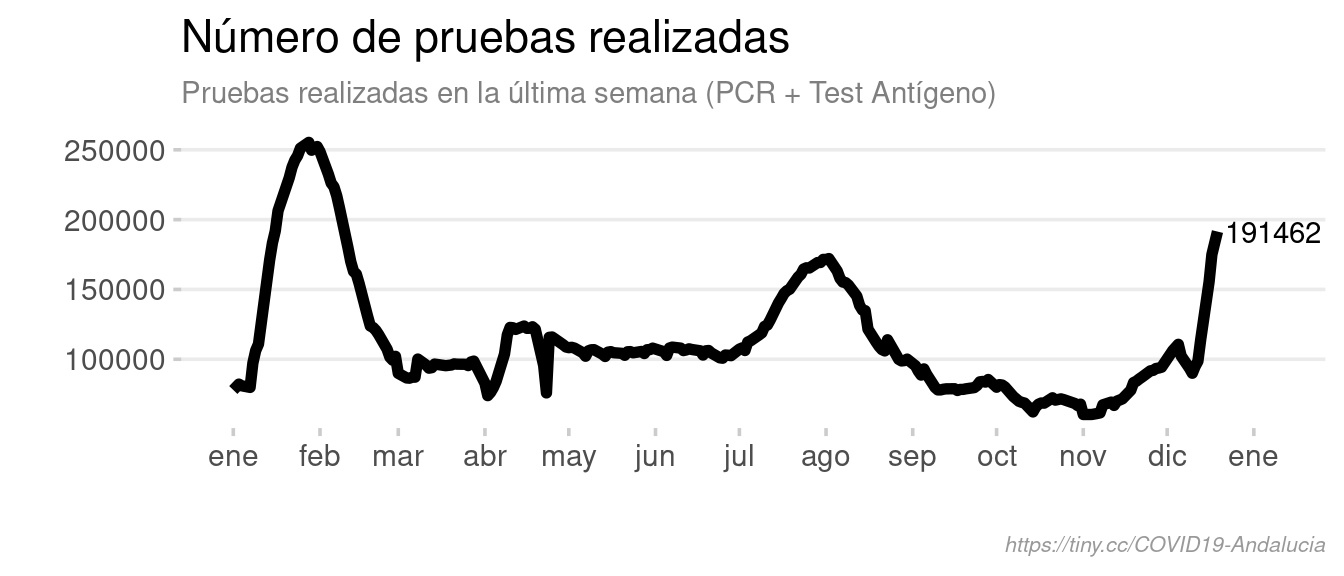 Número de pruebas realizadas
Pruebas realizadas en la última semana (PCR + Test Antígeno)
250000
200000
150000
100000
191462
ene feb mar abr may jun jul ago sep oct nov dic ene
https://tiny.cc/COVID19-Andalucia